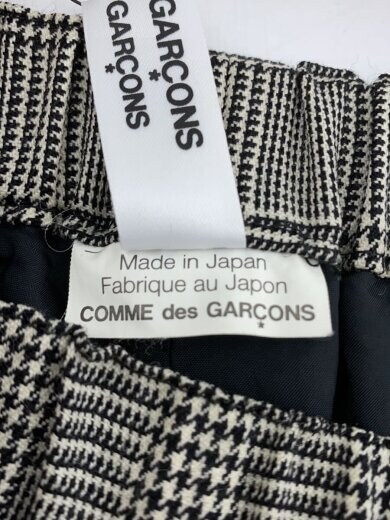 GARÇONS
GARÇONS
Made in Japan
Fabrique au Japon
COMME des GARÇONS